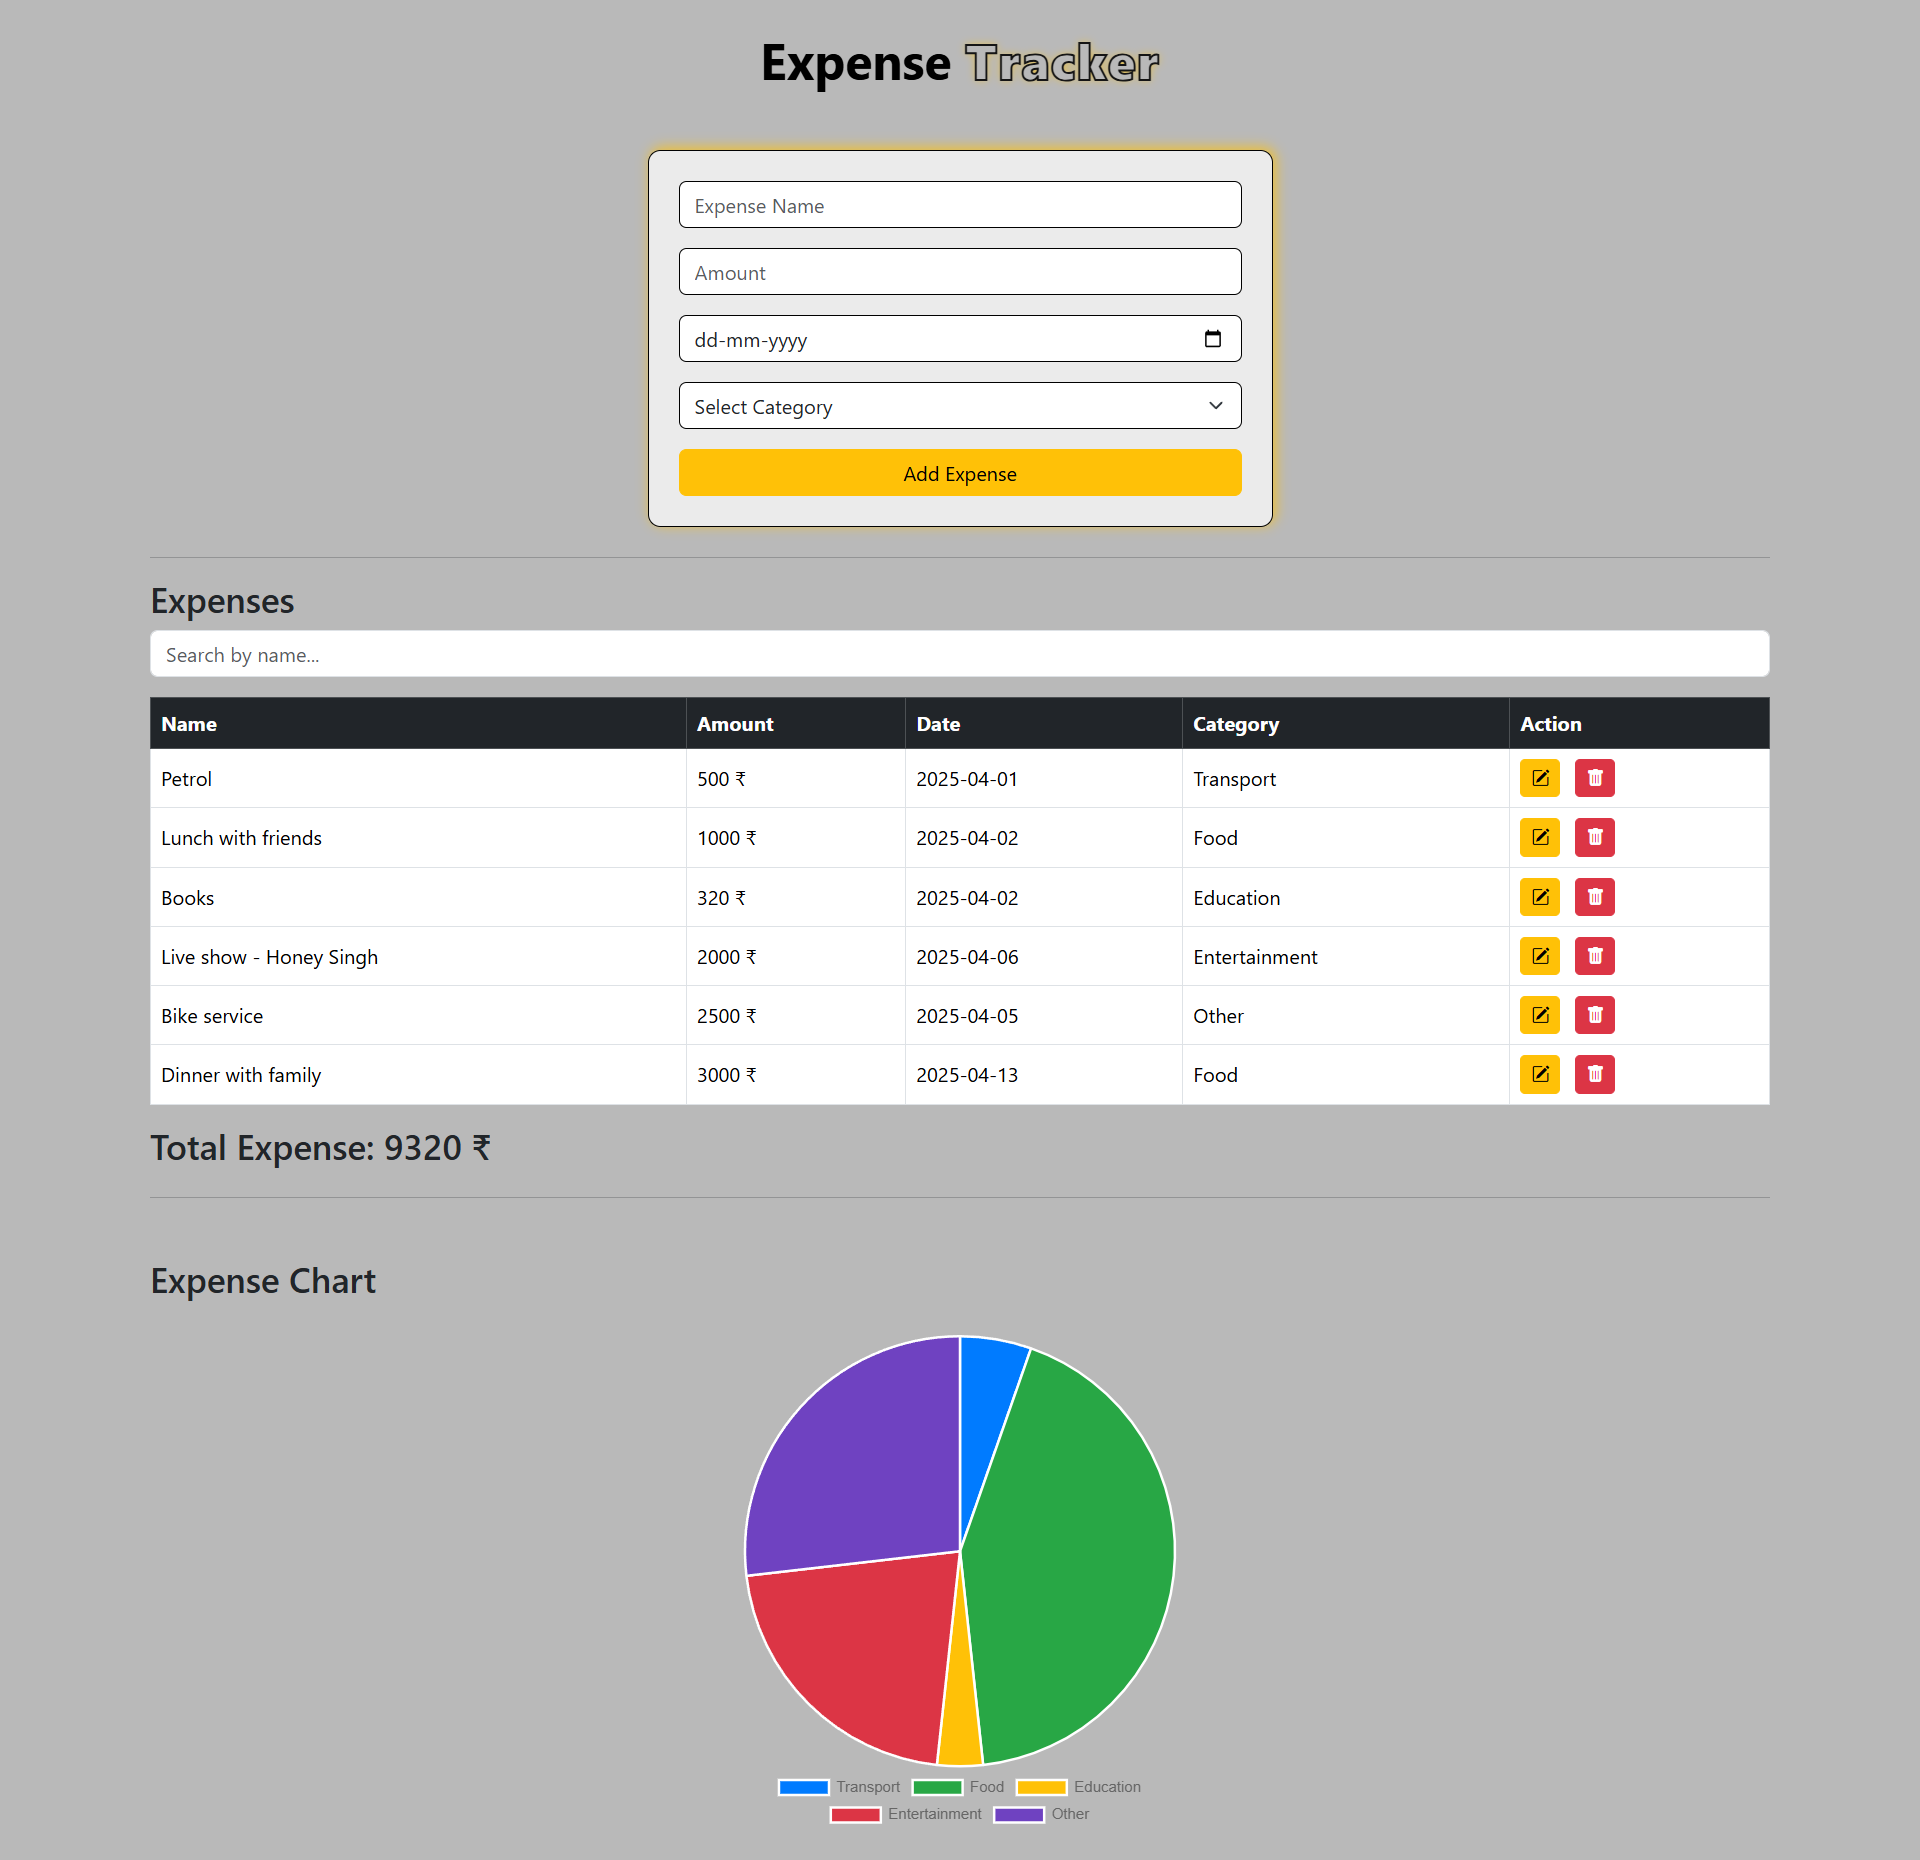 Expense Tracker
Expense Name
Amount
dd-mm-yyyy
Select Category
Add Expense
Expenses
Search by name...
Name Amount Date Category Action
Petrol 500 ₹ 2025-04-01 Transport
Lunch with friends 1000 ₹ 2025-04-02 Food
Books 320 ₹ 2025-04-02 Education
Live show - Honey Singh 2000 ₹ 2025-04-06 Entertainment
Bike service 2500 ₹ 2025-04-05 Other
Dinner with family 3000 ₹ 2025-04-13 Food
Total Expense: 9320 ₹
Expense Chart
Transport Food Education
Entertainment Other